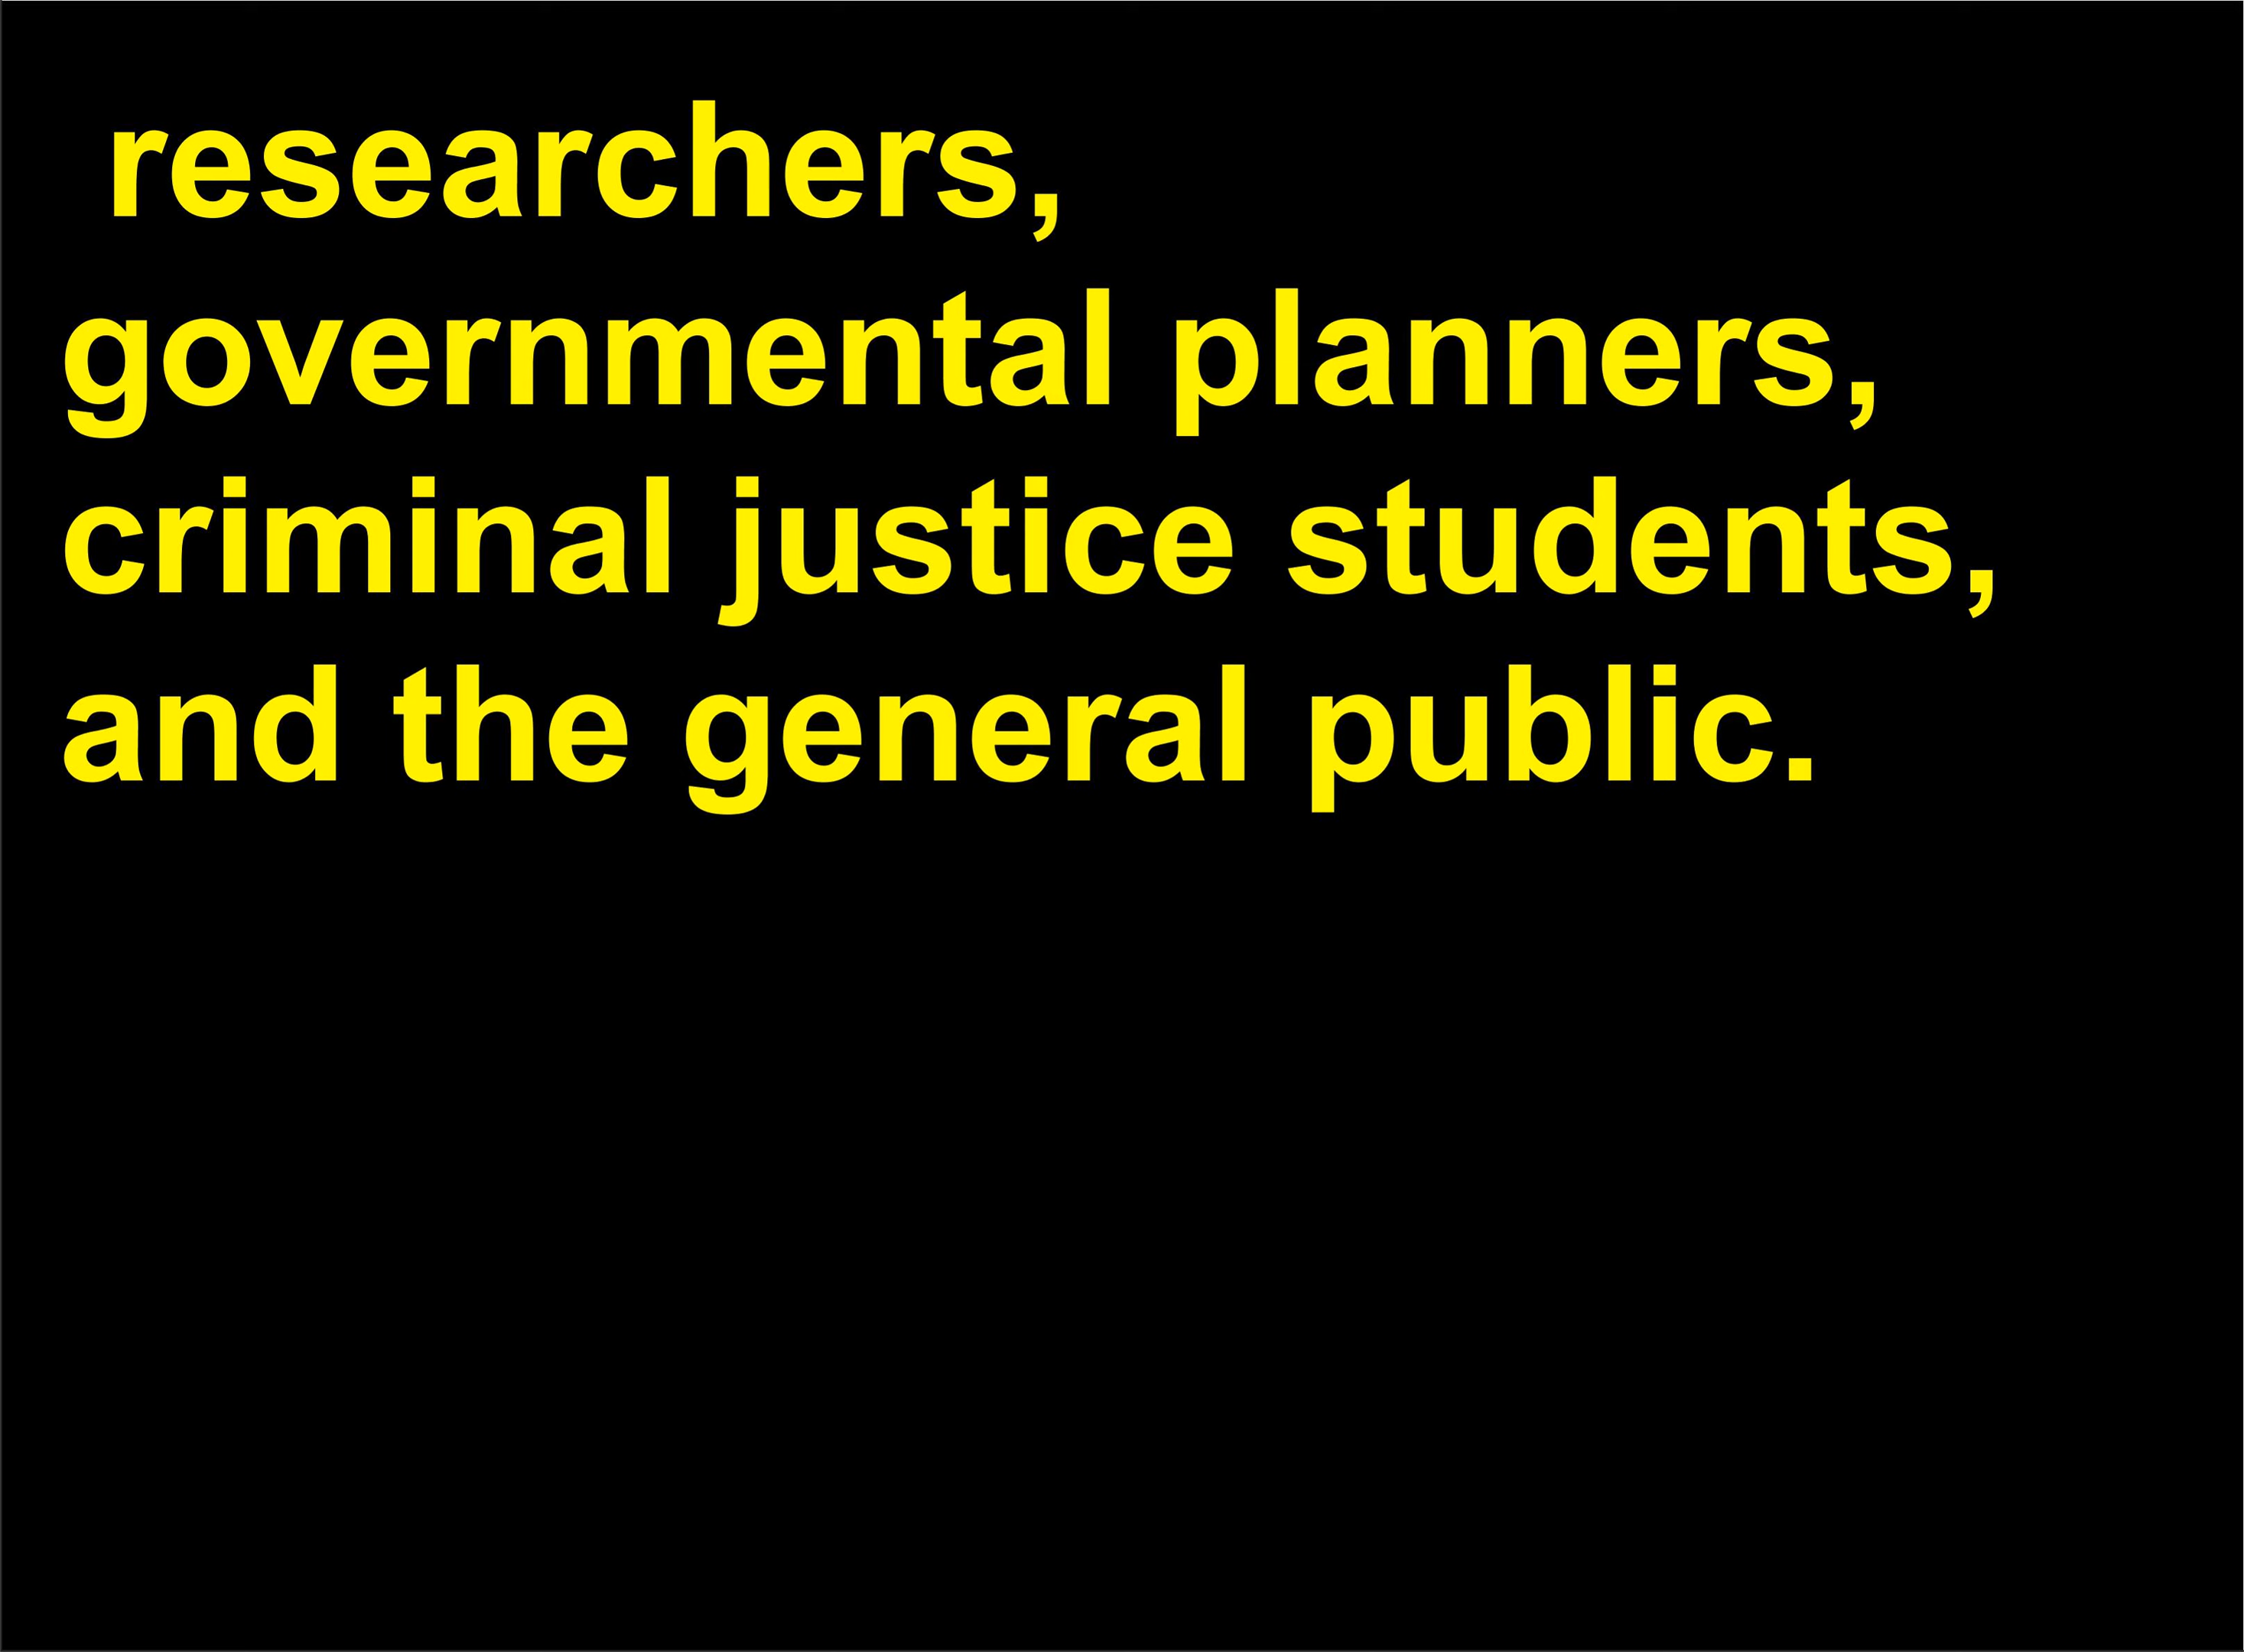 researchers,
governmental planners,
criminal justice students,
and the general public.